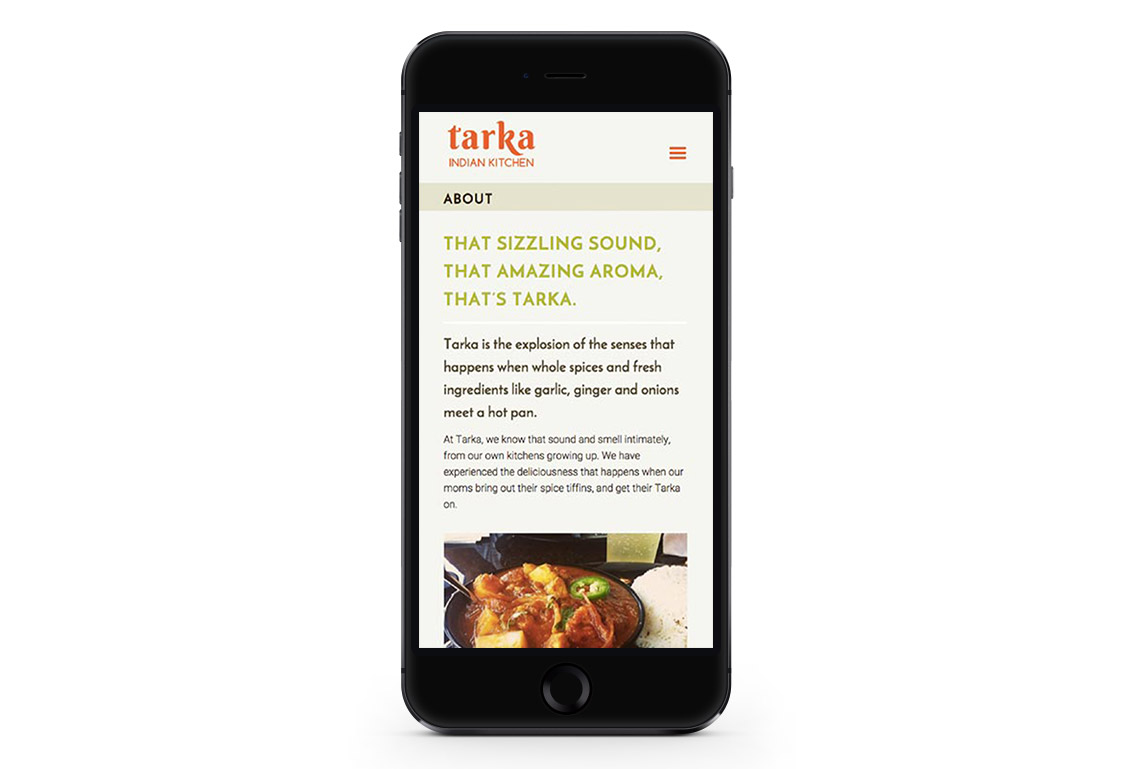 tarka
INDIAN KITCHEN
ABOUT
THAT SIZZLING SOUND,
THAT AMAZING AROMA,
THAT'S TARKA.
Tarka is the explosion of the senses that
happens when whole spices and fresh
ingredients like garlic, ginger and onions
meet a hot pan.
At Tarka, we know that sound and smell intimately,
from our own kitchens growing up. We have
experienced the deliciousness that happens when our
moms bring out their spice tiffins, and get their Tarka
on.